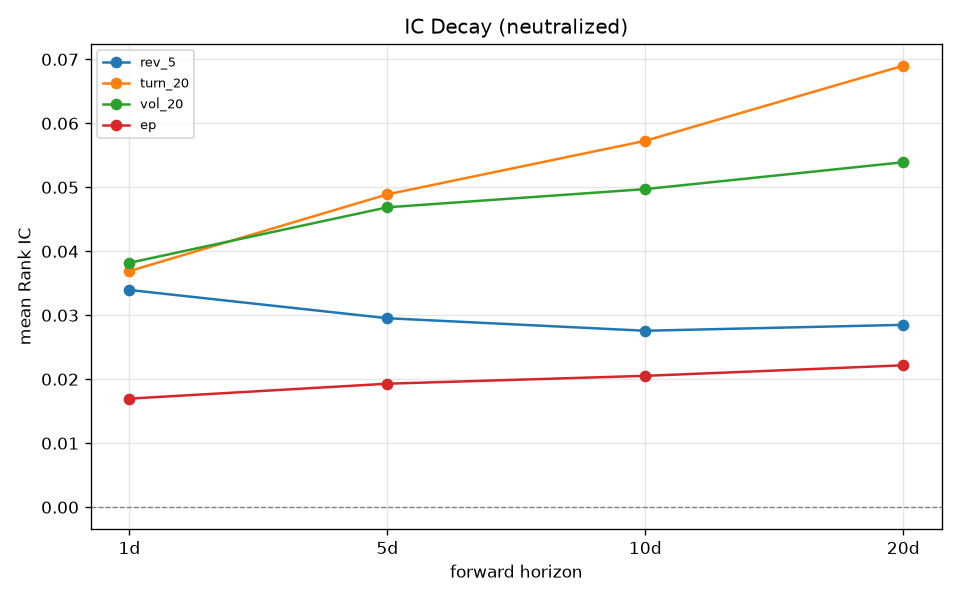 IC Decay (neutralized)
rev_5
turn_20
vol_20
ep
mean Rank IC
0.07
0.06
0.05
0.04
0.03
0.02
0.01
0.00
1d 5d 10d 20d
forward horizon